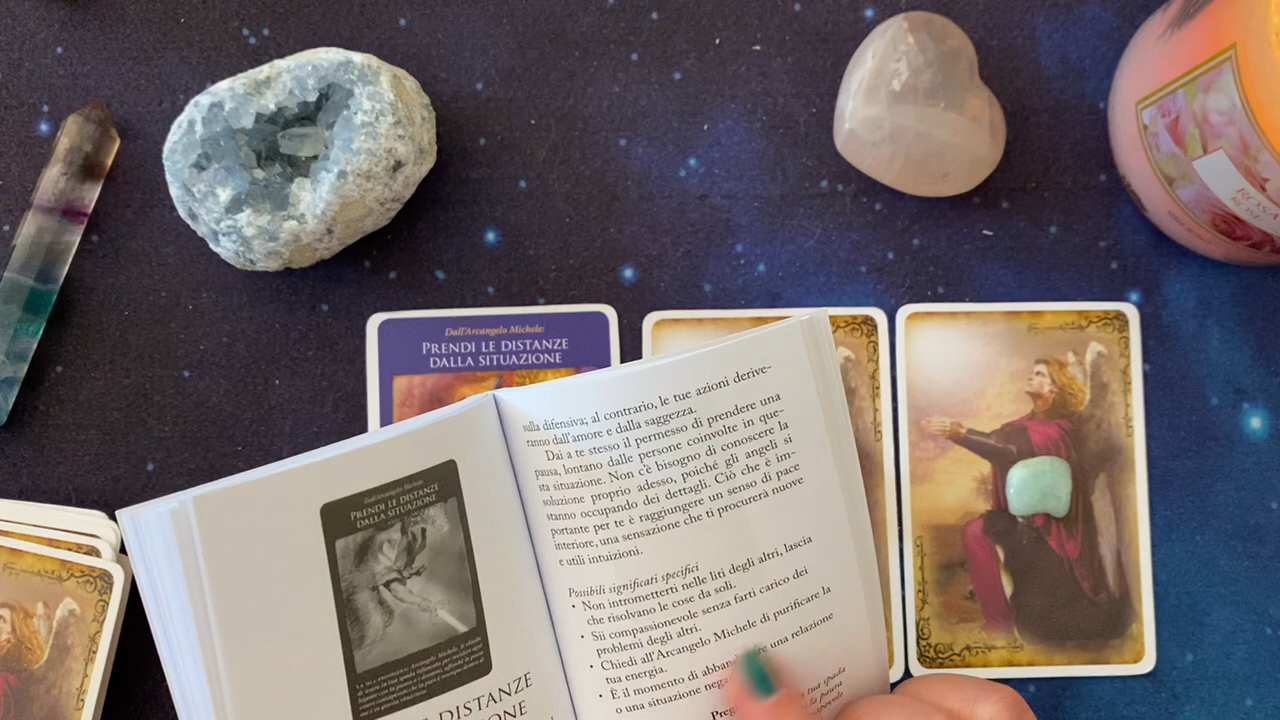 Dall'Arcangelo Michele:
PRENDI LE DISTANZE
DALLA SITUAZIONE
ROSA
Dall'Arcangelo Michele
PRENDI LE DISTANZE
DALLA SITUAZIONE
DISTANZE
sulla difensiva; al contrario, le tue azioni derive-
ranno dall'amore e dalla saggezza.
Dai a te stesso il permesso di prendere una
pausa, lontano dalle persone coinvolte in que-
sta situazione. Non c'è bisogno di conoscere la
soluzione proprio adesso, poiché gli angeli si
stanno occupando dei dettagli. Ciò che è im-
portante per te è raggiungere un senso di pace
interiore, una sensazione che ti procurerà nuove
e utili intuizioni.
Possibili significati specifici
• Non intrometterti nelle liti degli altri, lascia
che risolvano le cose da soli.
• Sii compassionevole senza farti carico dei
problemi degli altri.
• Chiedi all'Arcangelo Michele di purificare la
tua energia.
• È il momento di una relazione
o una situazione
tua spada
la paura